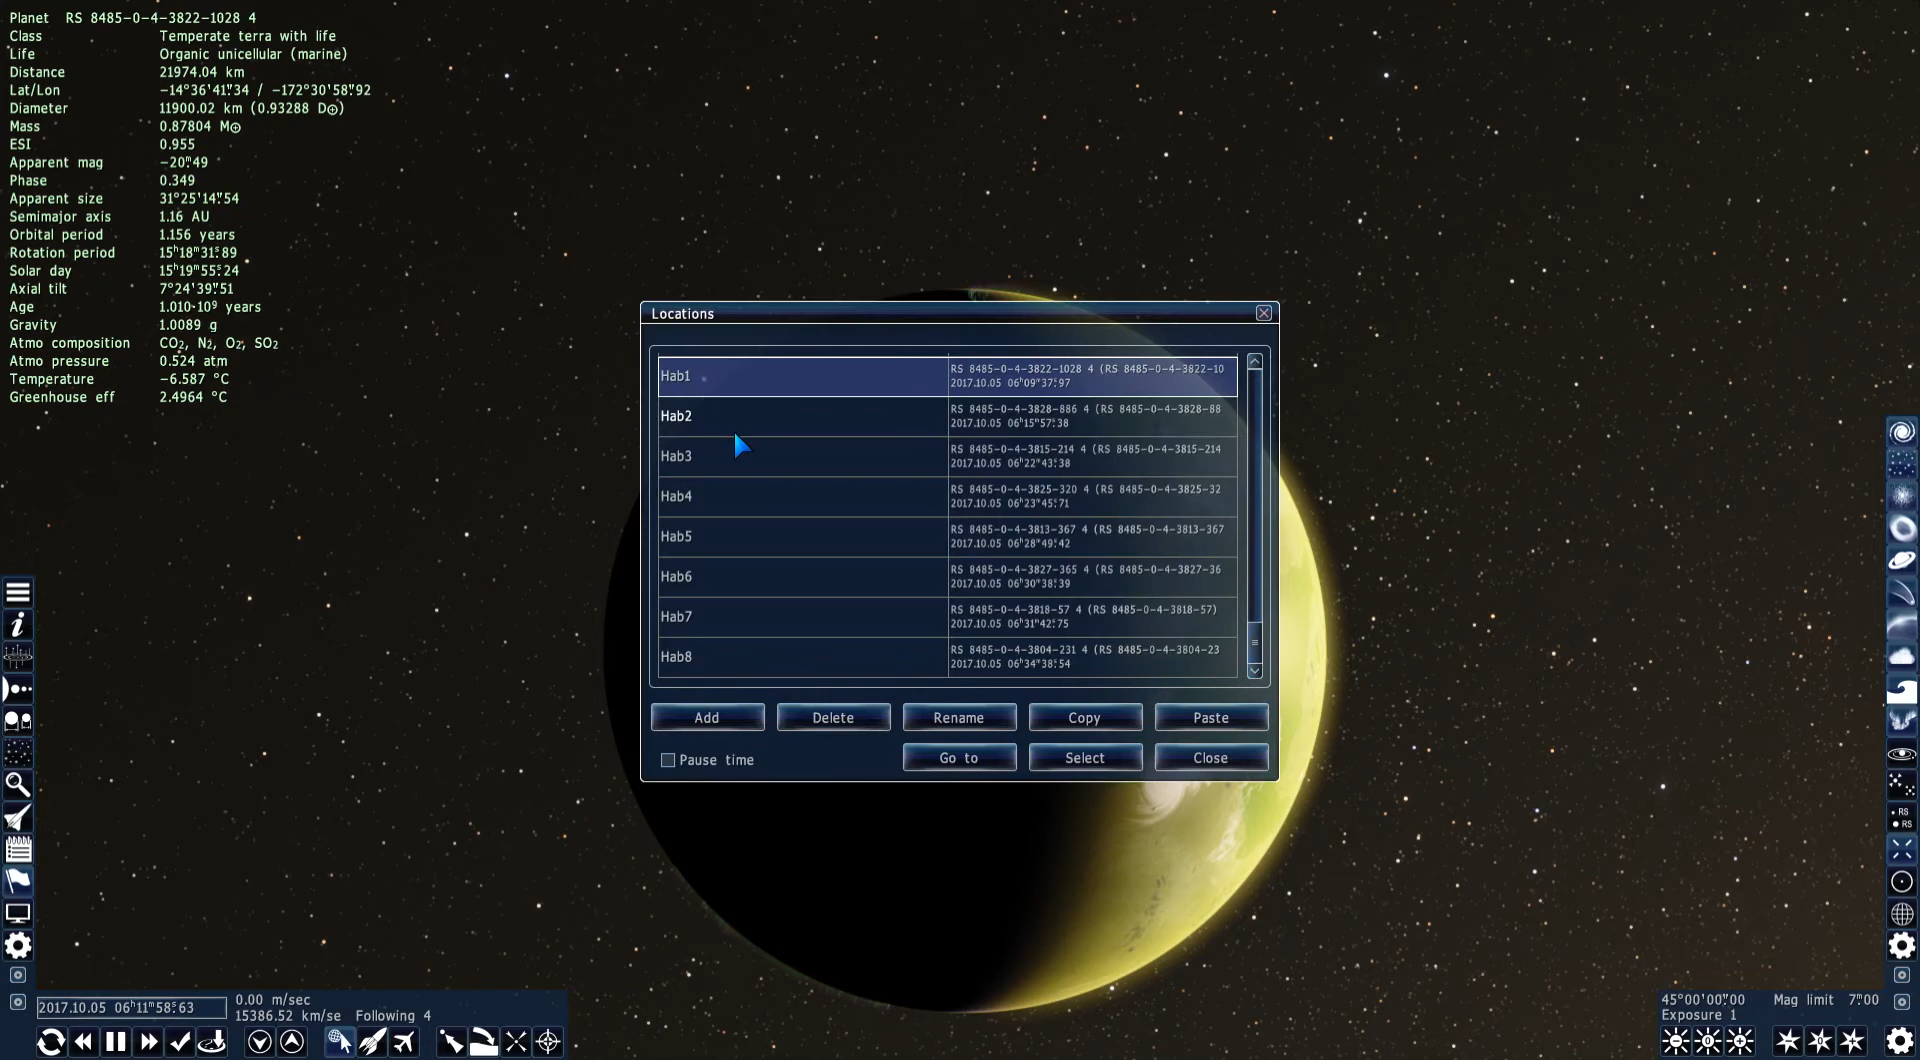 Planet RS 8485-0-4-3822-1028 4
Class Temperate terra with life
Life Organic unicellular (marine)
Distance 21974.04 km
Lat/Lon -14°36'41"34 / -172°30'58"92
Diameter 11900.02 km (0.93288 D⊕)
Mass 0.87804 M⊕
ESI 0.955
Apparent mag -20ᵐ49
Phase 0.349
Apparent size 31°25'14"54
Semimajor axis 1.16 AU
Orbital period 1.156 years
Rotation period 15ʰ18ᵐ31ˢ89
Solar day 15ʰ19ᵐ55ˢ24
Axial tilt 7°24'39"51
Age 1.010·10⁹ years
Gravity 1.0089 g
Atmo composition CO₂, N₂, O₂, SO₂
Atmo pressure 0.524 atm
Temperature -6.587 °C
Greenhouse eff 2.4964 °C
Locations
Hab1 RS 8485-0-4-3822-1028 4 (RS 8485-0-4-3822-10
2017.10.05 06ʰ09ᵐ37ˢ97
Hab2 RS 8485-0-4-3828-886 4 (RS 8485-0-4-3828-88
2017.10.05 06ʰ15ᵐ57ˢ38
Hab3 RS 8485-0-4-3815-214 4 (RS 8485-0-4-3815-214
2017.10.05 06ʰ22ᵐ43ˢ38
Hab4 RS 8485-0-4-3825-320 4 (RS 8485-0-4-3825-32
2017.10.05 06ʰ23ᵐ45ˢ71
Hab5 RS 8485-0-4-3813-367 4 (RS 8485-0-4-3813-367
2017.10.05 06ʰ28ᵐ49ˢ42
Hab6 RS 8485-0-4-3827-365 4 (RS 8485-0-4-3827-36
2017.10.05 06ʰ30ᵐ38ˢ39
Hab7 RS 8485-0-4-3818-57 4 (RS 8485-0-4-3818-57)
2017.10.05 06ʰ31ᵐ42ˢ75
Hab8 RS 8485-0-4-3804-231 4 (RS 8485-0-4-3804-23
2017.10.05 06ʰ34ᵐ38ˢ54
Add Delete Rename Copy Paste
Pause time Go to Select Close
RS
RS
2017.10.05 06ʰ11ᵐ58ˢ63
0.00 m/sec
15386.52 km/se Following 4
45°00'00"00 Mag limit 7ᵐ00
Exposure 1